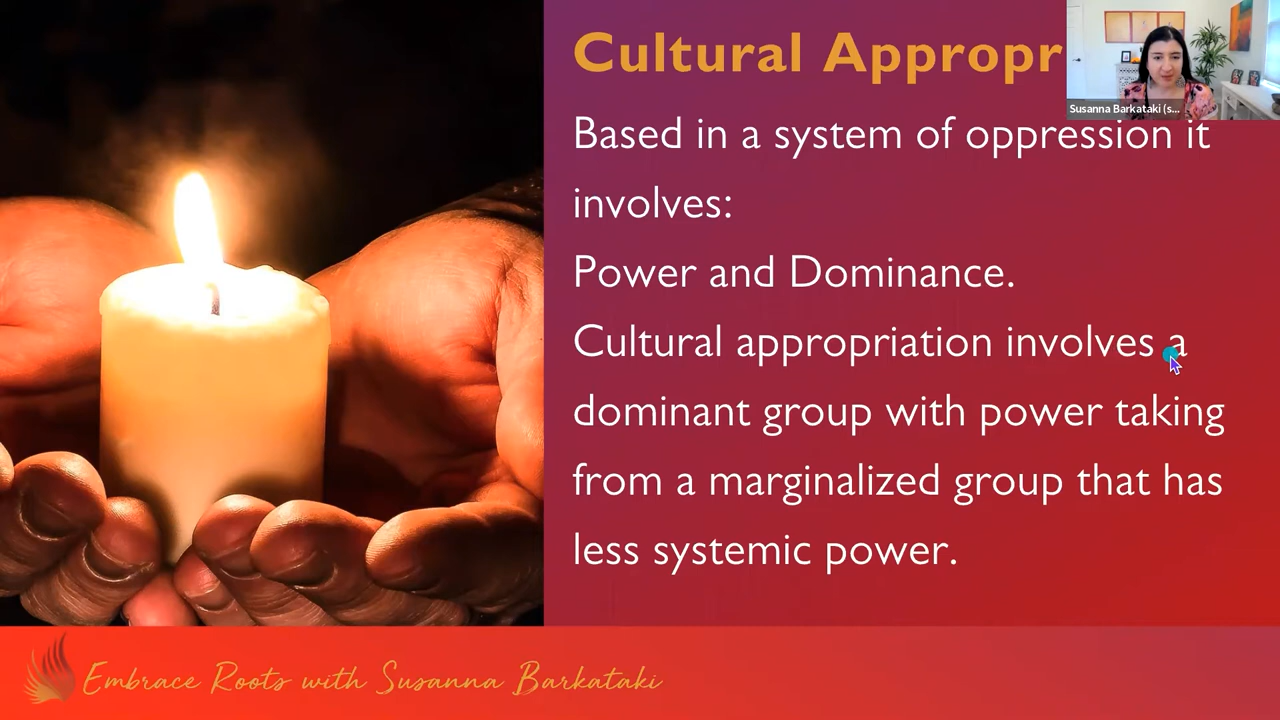 Cultural Appropr
Susanna Barkataki (s...
Based in a system of oppression it
involves:
Power and Dominance.
Cultural appropriation involves a
dominant group with power taking
from a marginalized group that has
less systemic power.
Embrace Roots with Susanna Barkataki